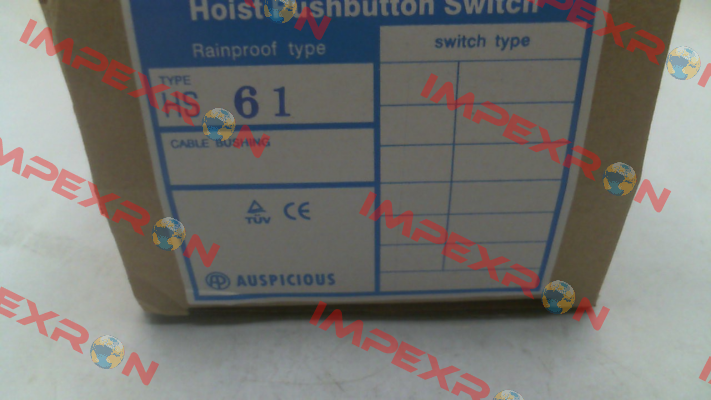 Hoist Pushbutton Switch
Rainproof type
switch type
TYPE
HS 61
CABLE BUSHING
TÜV CE
AUSPICIOUS
IMPEXRON
IMPEXRON
IMPEXRON
IMPEXRON
IMPEXRON
IMPEXRON